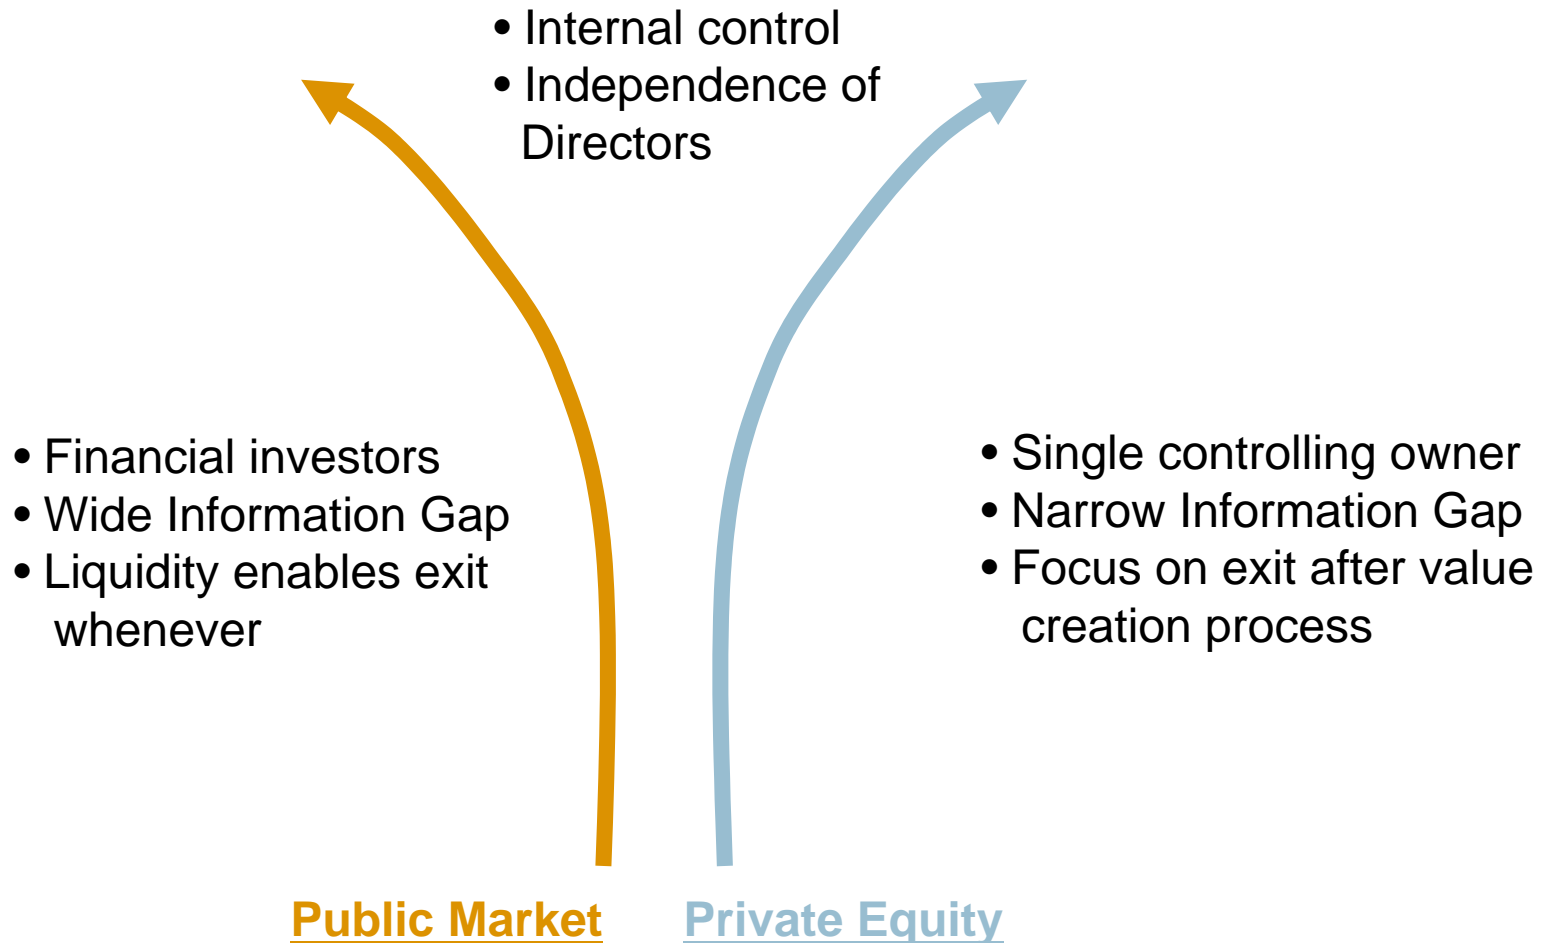 • Internal control
• Independence of
Directors
• Financial investors
• Wide Information Gap
• Liquidity enables exit
whenever
• Single controlling owner
• Narrow Information Gap
• Focus on exit after value
creation process
Public Market
Private Equity